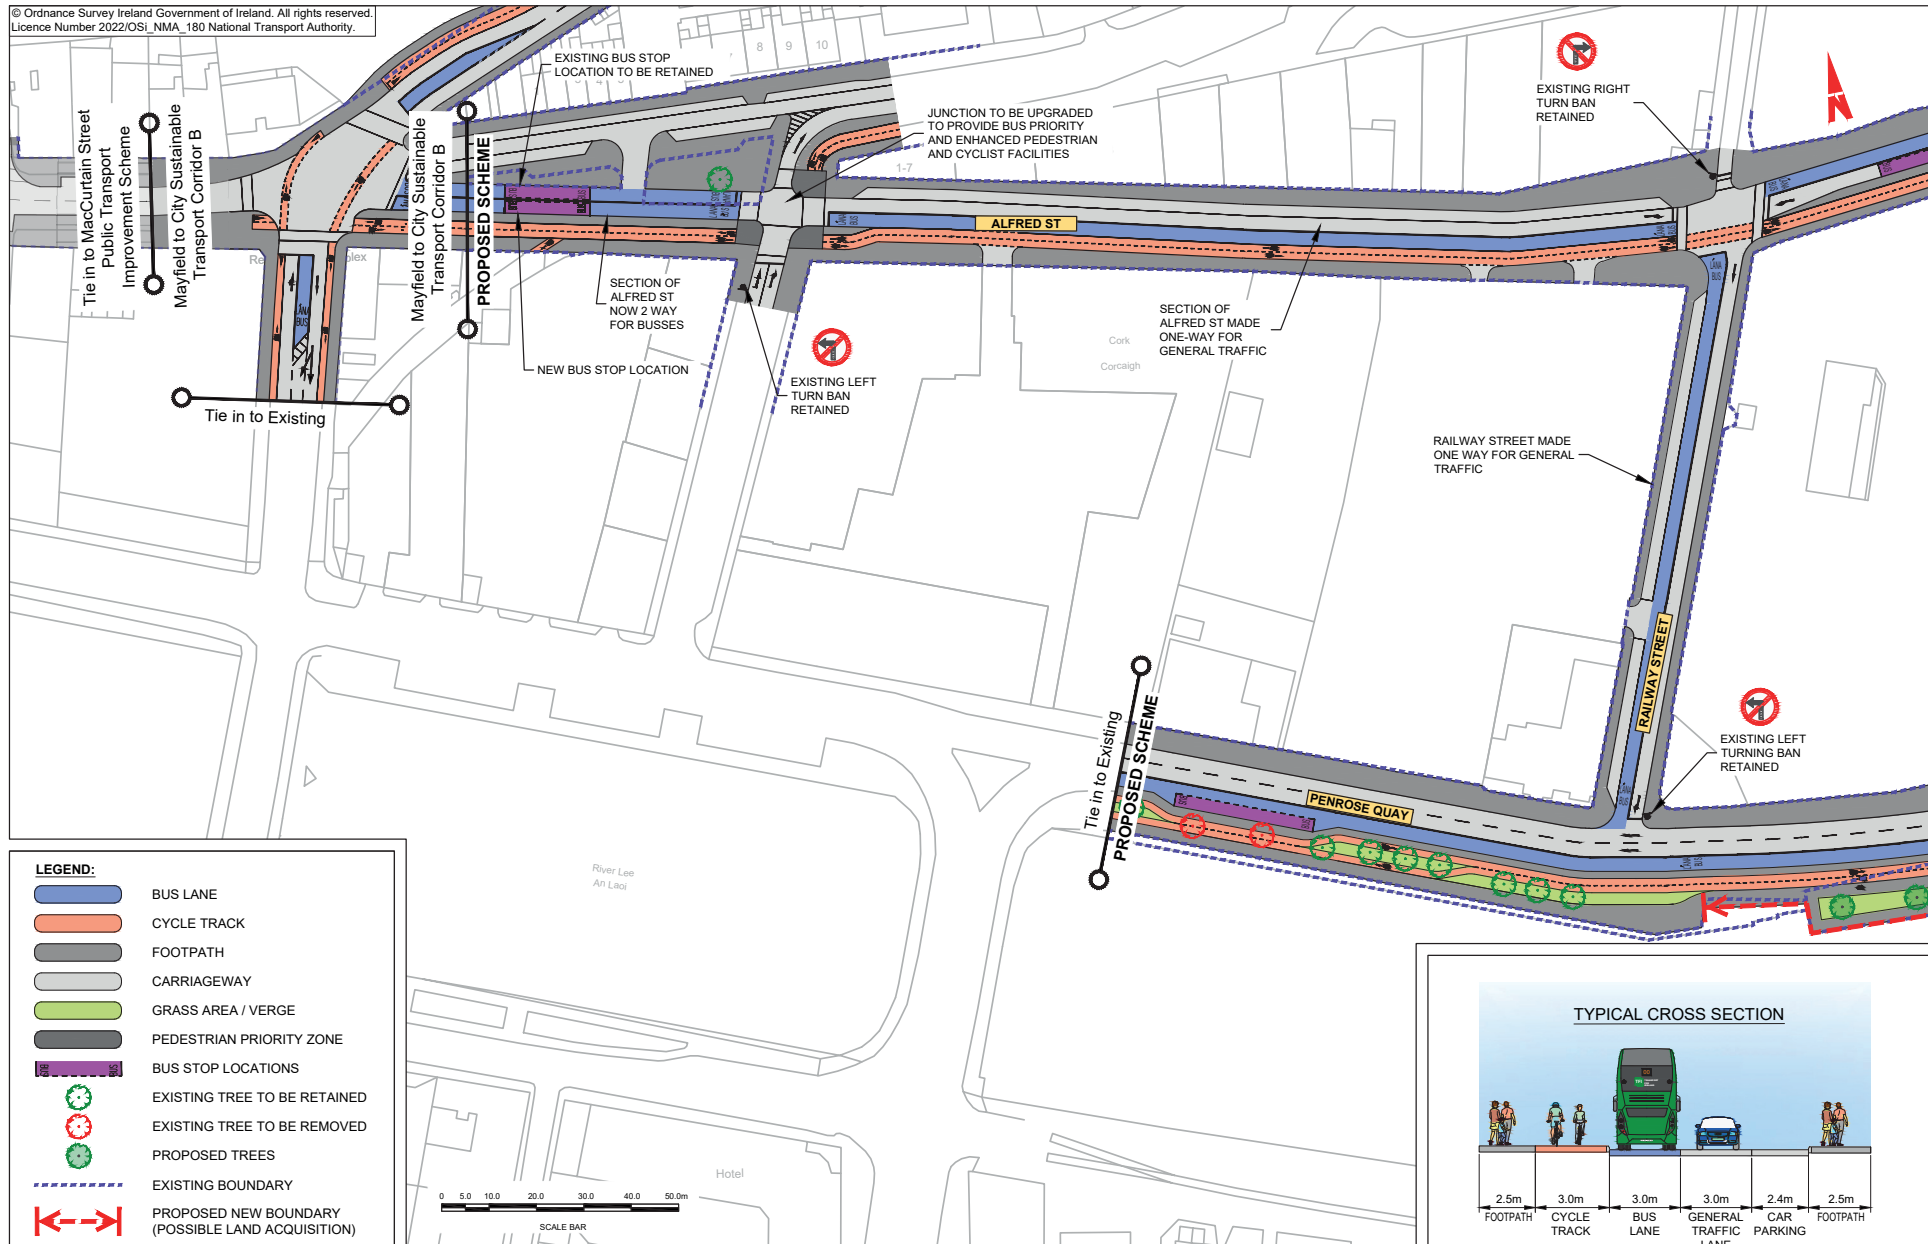 © Ordnance Survey Ireland Government of Ireland. All rights reserved.
Licence Number 2022/OSi_NMA_180 National Transport Authority.
Tie in to MacCurtain Street
Public Transport
Improvement Scheme
Mayfield to City Sustainable
Transport Corridor B
Mayfield to City Sustainable
Transport Corridor B
PROPOSED SCHEME
EXISTING BUS STOP
LOCATION TO BE RETAINED
8
9
10
JUNCTION TO BE UPGRADED
TO PROVIDE BUS PRIORITY
AND ENHANCED PEDESTRIAN
AND CYCLIST FACILITIES
1-7
EXISTING RIGHT
TURN BAN
RETAINED
N
ALFRED ST
SECTION OF
ALFRED ST
NOW 2 WAY
FOR BUSSES
NEW BUS STOP LOCATION
EXISTING LEFT
TURN BAN
RETAINED
SECTION OF
ALFRED ST MADE
ONE-WAY FOR
GENERAL TRAFFIC
Cork
Corcaigh
Tie in to Existing
LANA
BUS
LANA
BUS
RAILWAY STREET MADE
ONE WAY FOR GENERAL
TRAFFIC
RAILWAY STREET
EXISTING LEFT
TURNING BAN
RETAINED
Tie in to Existing
PROPOSED SCHEME
PENROSE QUAY
River Lee
An Laoi
Hotel
LEGEND:
BUS LANE
CYCLE TRACK
FOOTPATH
CARRIAGEWAY
GRASS AREA / VERGE
PEDESTRIAN PRIORITY ZONE
BUS STOP LOCATIONS
EXISTING TREE TO BE RETAINED
EXISTING TREE TO BE REMOVED
PROPOSED TREES
EXISTING BOUNDARY
PROPOSED NEW BOUNDARY
(POSSIBLE LAND ACQUISITION)
0 5.0 10.0 20.0 30.0 40.0 50.0m
SCALE BAR
TYPICAL CROSS SECTION
2.5m 3.0m 3.0m 3.0m 2.4m 2.5m
FOOTPATH
CYCLE
TRACK
BUS
LANE
GENERAL
TRAFFIC
LANE
CAR
PARKING
FOOTPATH